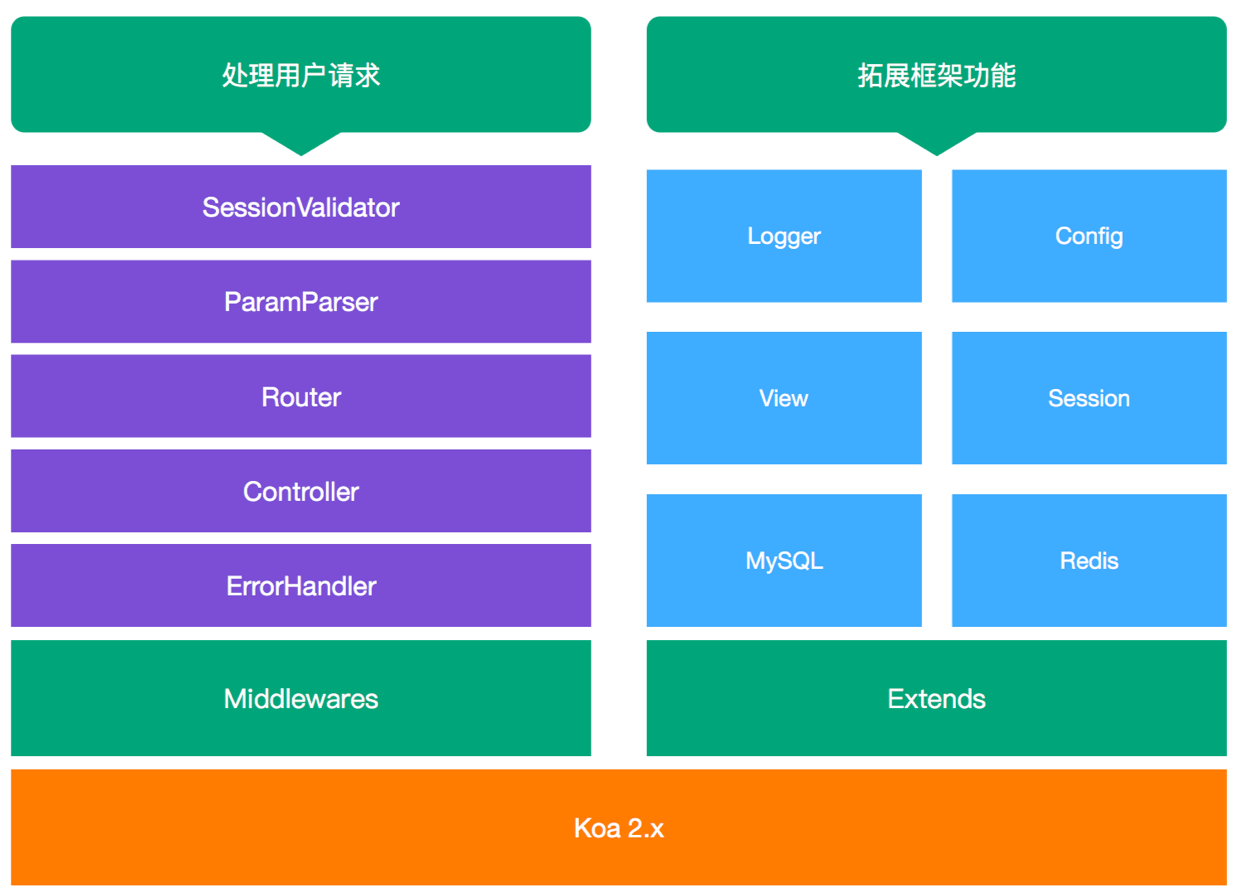 处理用户请求
SessionValidator
ParamParser
Router
Controller
ErrorHandler
Middlewares
拓展框架功能
Logger
Config
View
Session
MySQL
Redis
Extends
Koa 2.x